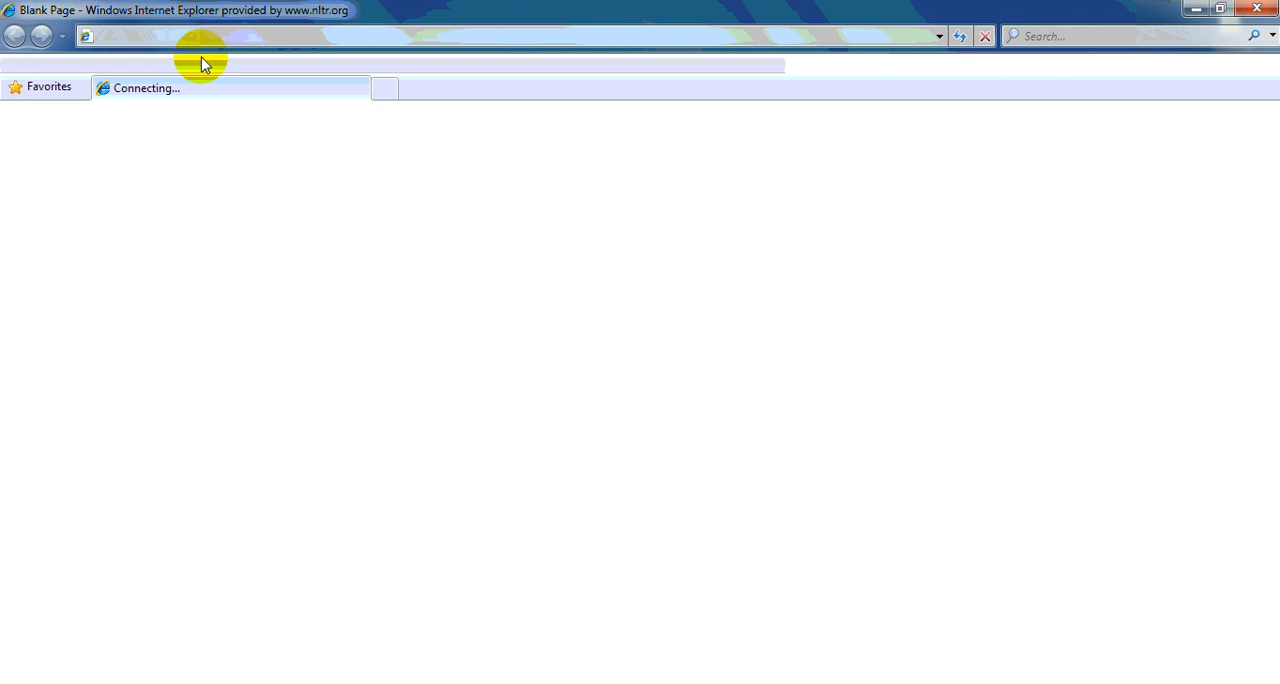 Blank Page - Windows Internet Explorer provided by www.nltr.org
Search...
Favorites
Connecting...